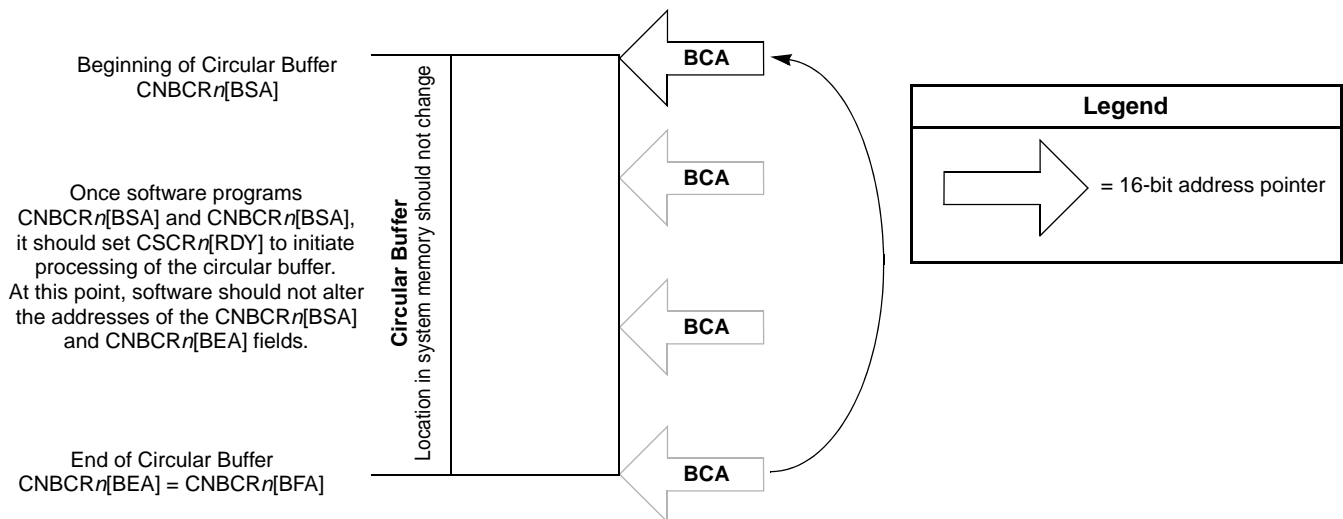 Beginning of Circular Buffer
CNBCRn[BSA]
Once software programs
CNBCRn[BSA] and CNBCRn[BSA],
it should set CSCRn[RDY] to initiate
processing of the circular buffer.
At this point, software should not alter
the addresses of the CNBCRn[BSA]
and CNBCRn[BEA] fields.
End of Circular Buffer
CNBCRn[BEA] = CNBCRn[BFA]
Circular Buffer
Location in system memory should not change
BCA
BCA
BCA
BCA
Legend
= 16-bit address pointer